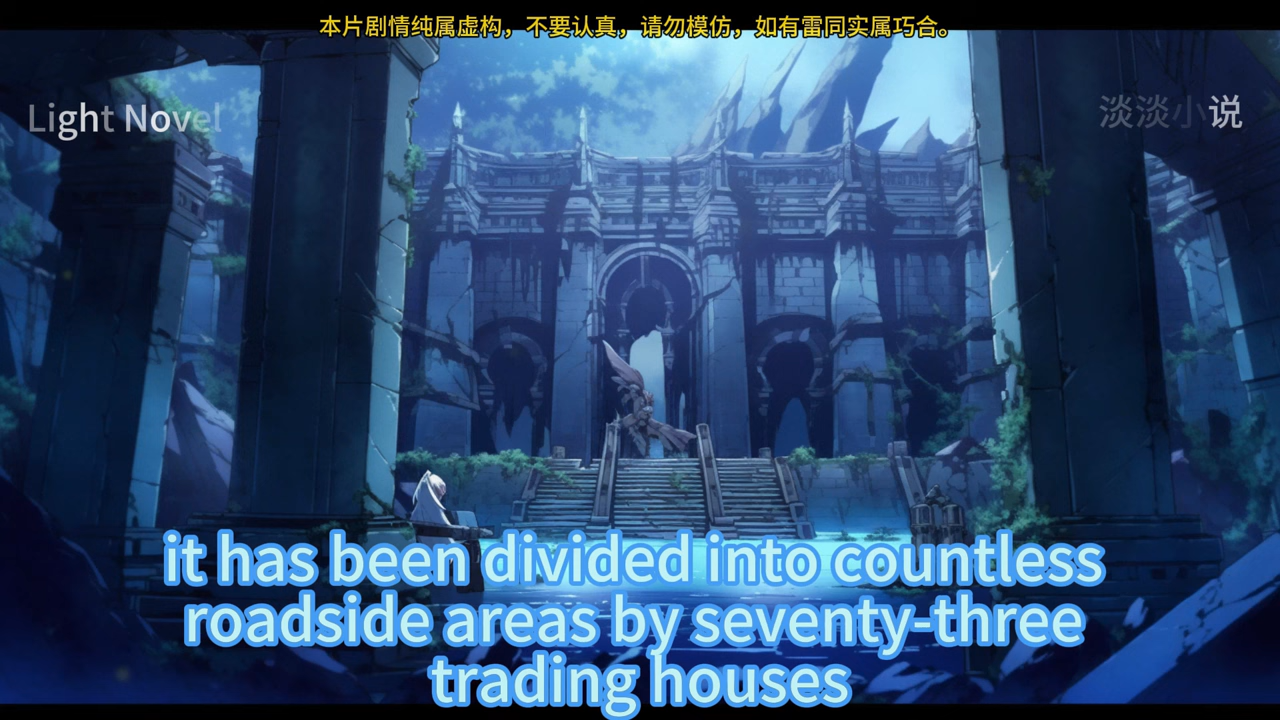 本片剧情纯属虚构，不要认真，请勿模仿，如有雷同实属巧合。
Light Novel
淡淡小说
it has been divided into countless
roadside areas by seventy-three
trading houses